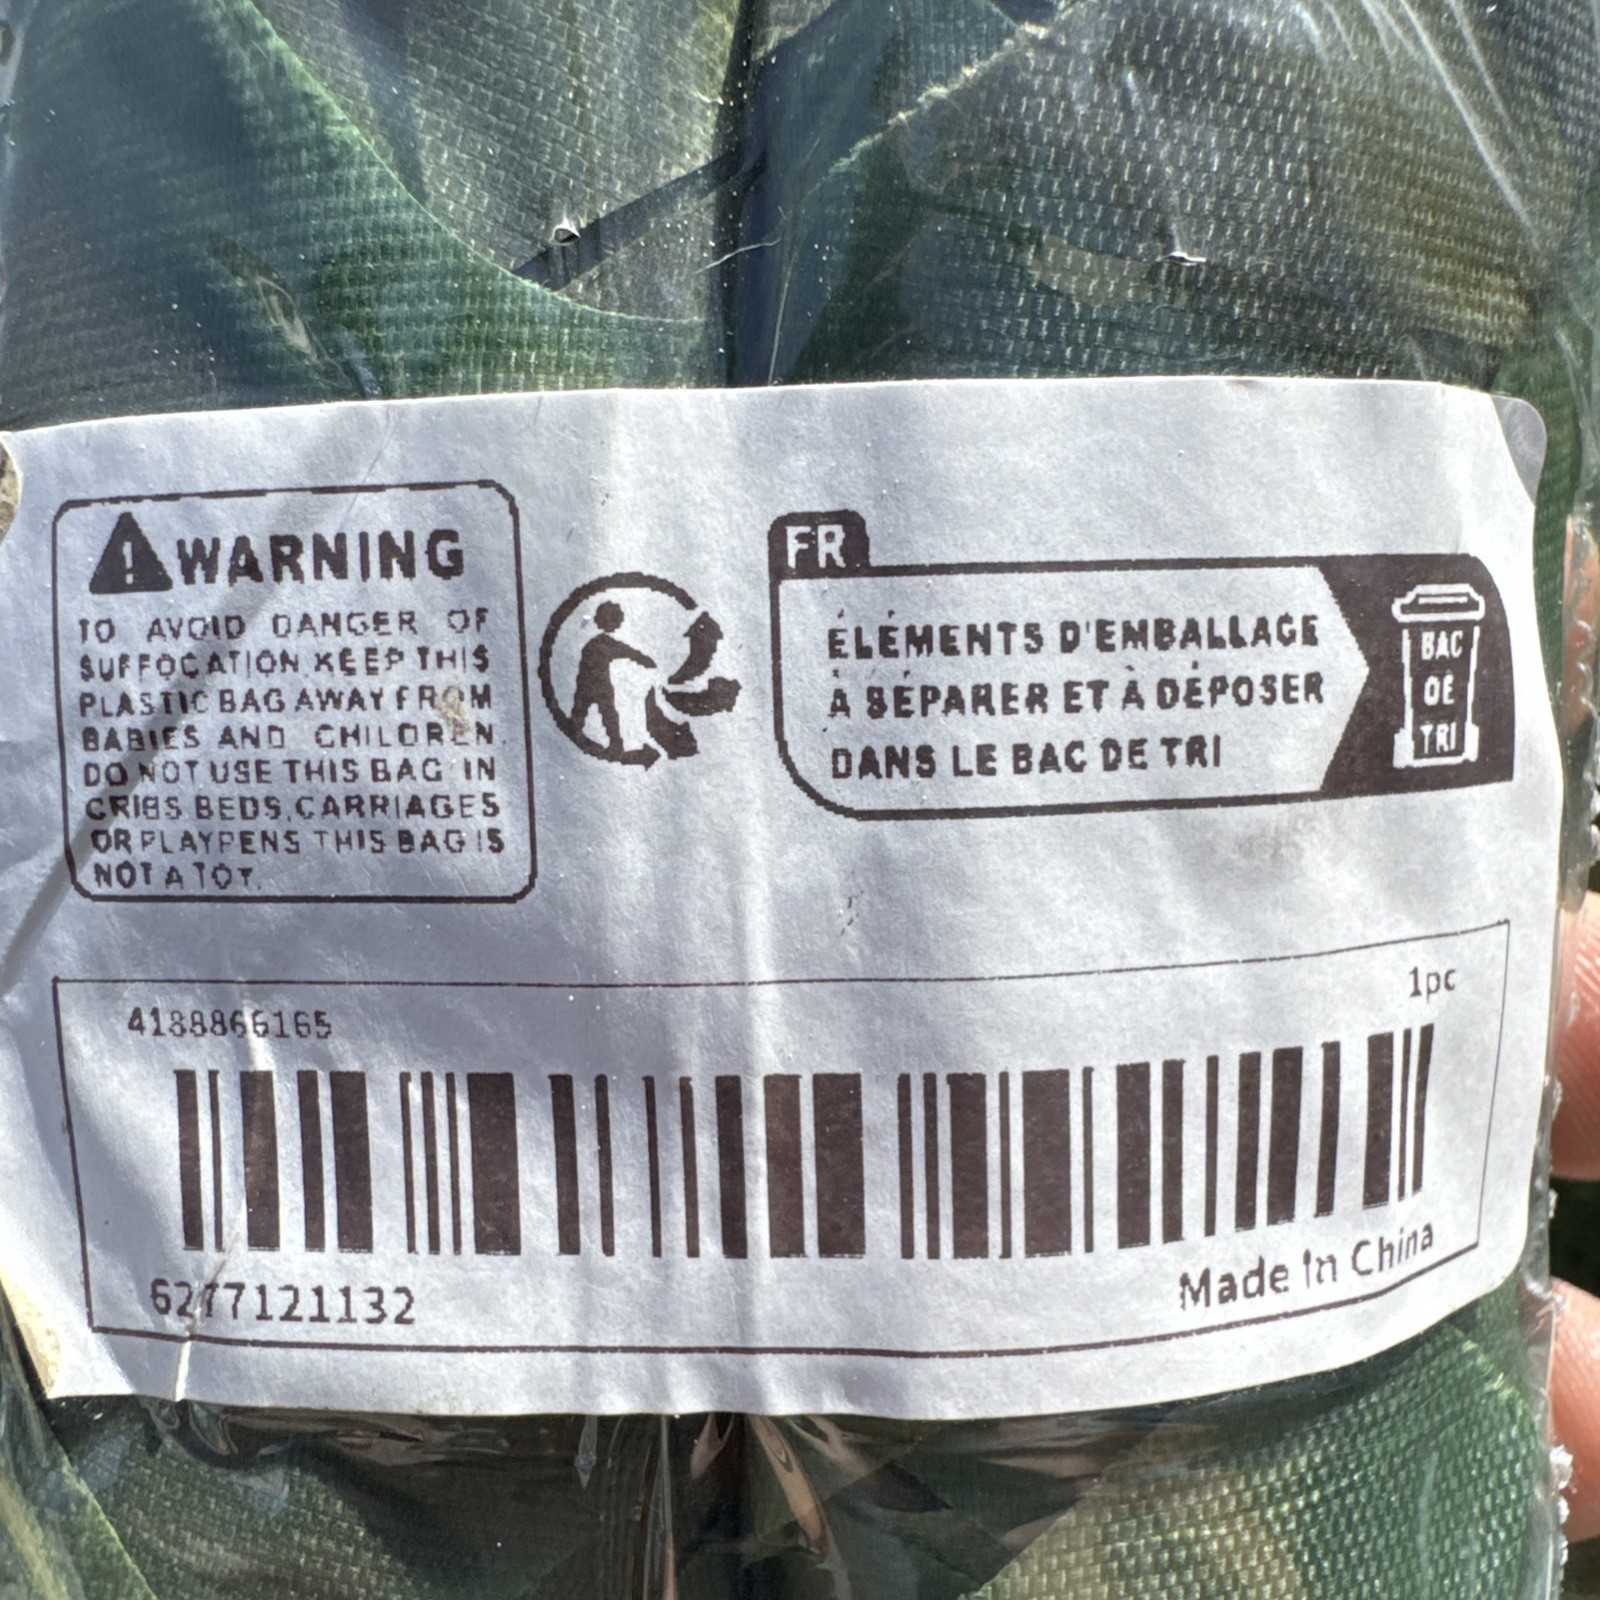 WARNING
TO AVOID DANGER OF
SUFFOCATION KEEP THIS
PLASTIC BAG AWAY FROM
BABIES AND CHILDREN.
DO NOT USE THIS BAG IN
CRIBS BEDS, CARRIAGES
OR PLAYPENS THIS BAG IS
NOT A TOY.
FR
ÉLÉMENTS D'EMBALLAGE
À SÉPARER ET À DÉPOSER
DANS LE BAC DE TRI
BAC
DE
TRI
4188866165
1pc
6277121132
Made in China